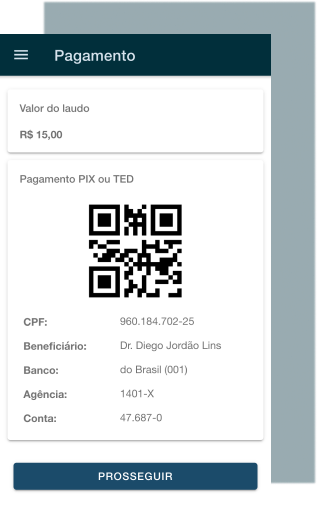 Pagamento
Valor do laudo
R$ 15,00
Pagamento PIX ou TED
CPF: 960.184.702-25
Beneficiário: Dr. Diego Jordão Lins
Banco: do Brasil (001)
Agência: 1401-X
Conta: 47.687-0
PROSSEGUIR